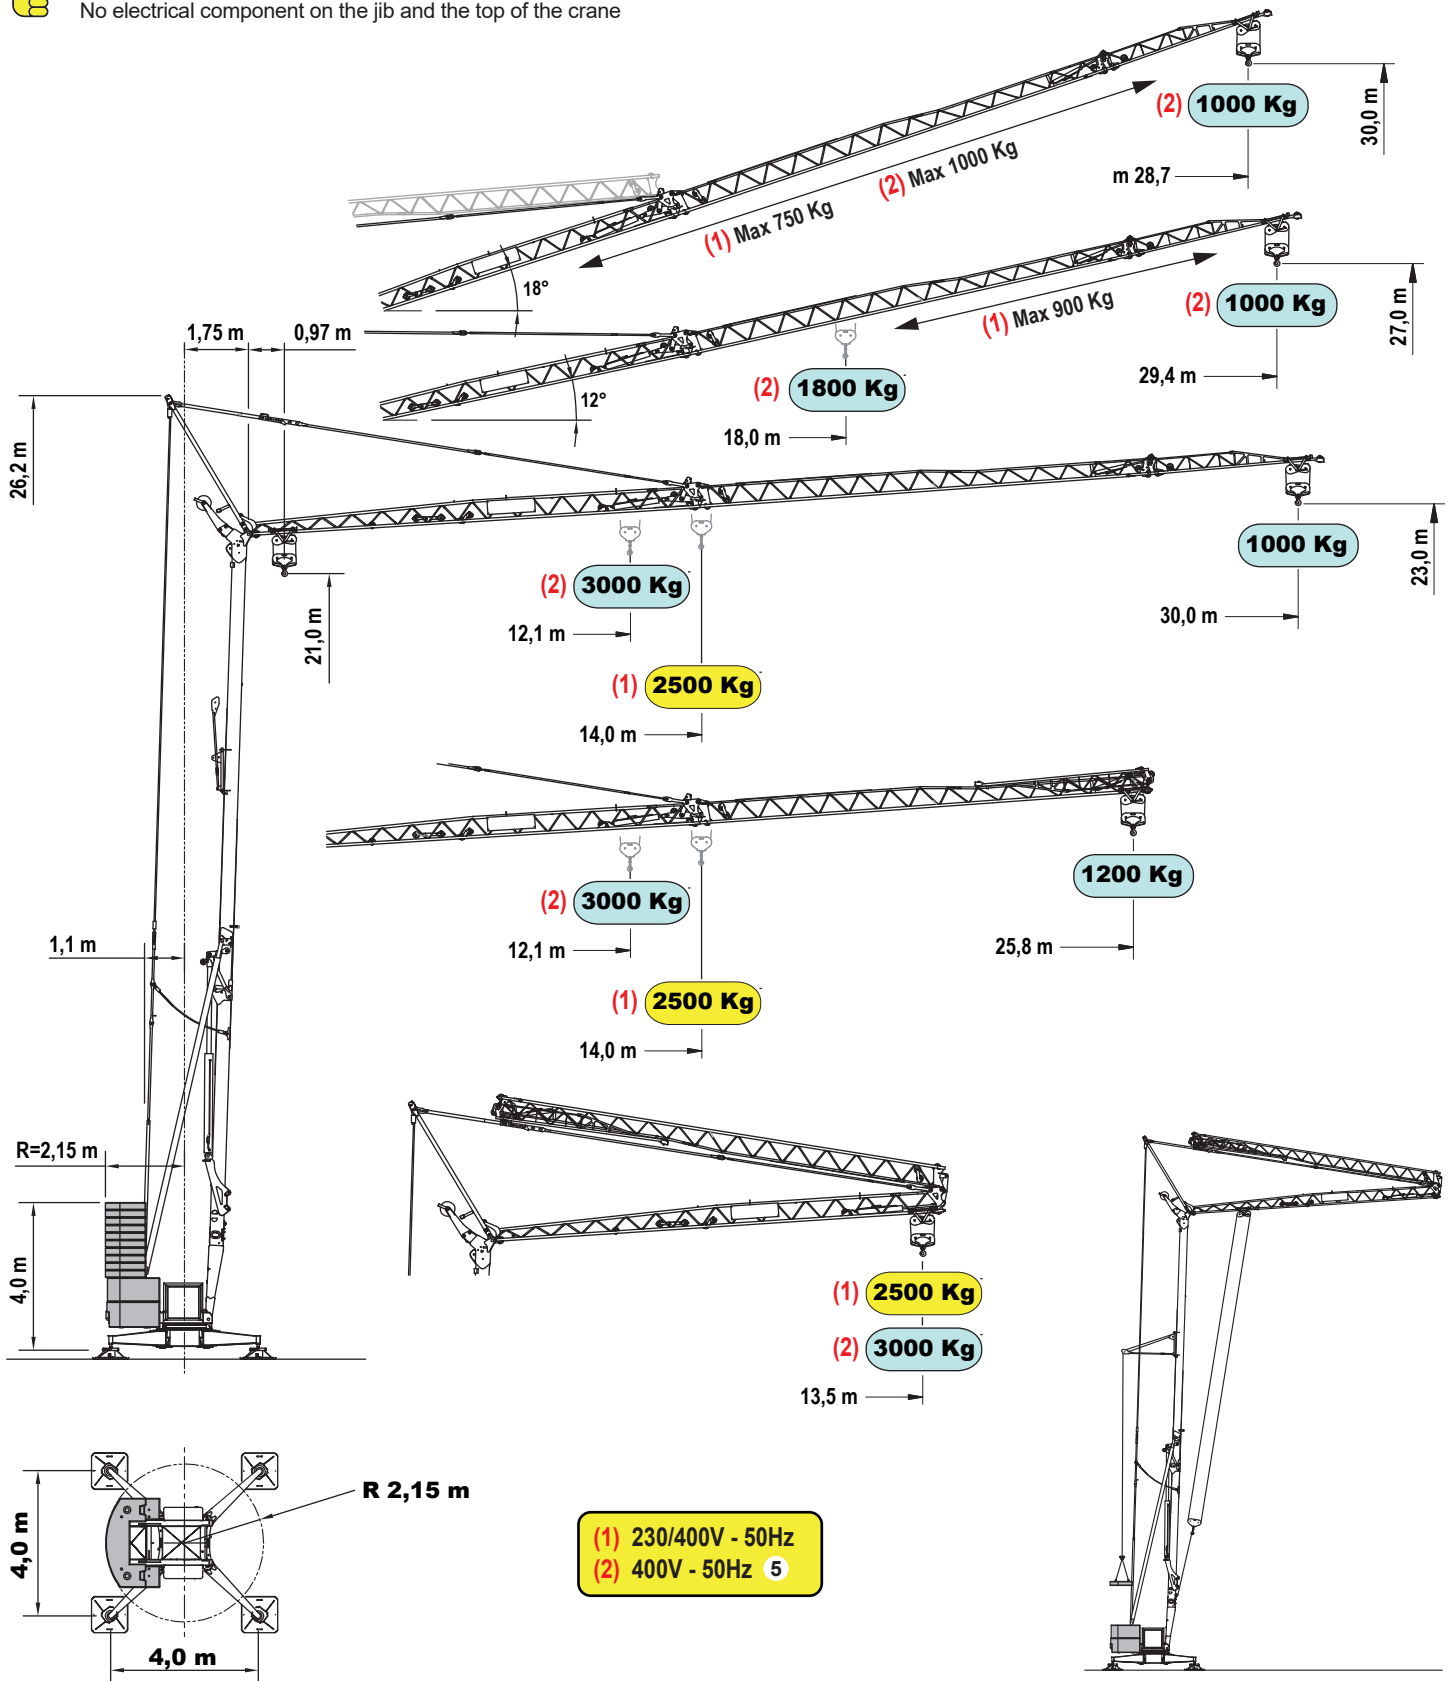 No electrical component on the jib and the top of the crane
(2) 1000 Kg
30,0 m
m 28,7
(2) Max 1000 Kg
(1) Max 750 Kg
18°
(2) 1000 Kg
27,0 m
(1) Max 900 Kg
29,4 m
(2) 1800 Kg
18,0 m
12°
1,75 m
0,97 m
26,2 m
1000 Kg
23,0 m
30,0 m
(2) 3000 Kg
12,1 m
21,0 m
(1) 2500 Kg
14,0 m
1200 Kg
25,8 m
(2) 3000 Kg
12,1 m
(1) 2500 Kg
14,0 m
1,1 m
R=2,15 m
4,0 m
(1) 2500 Kg
(2) 3000 Kg
13,5 m
R 2,15 m
4,0 m
4,0 m
(1) 230/400V - 50Hz
(2) 400V - 50Hz 5